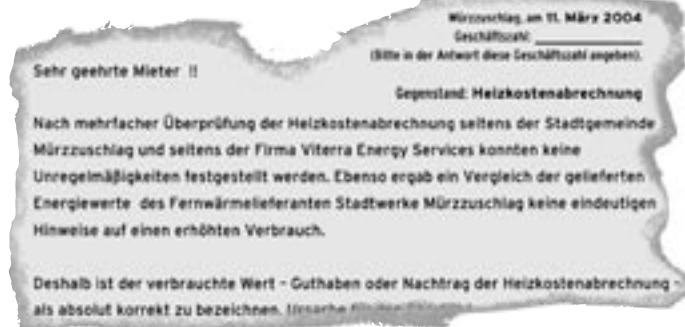 Mürzzuschlag, am 11. März 2004
Geschäftszahl:
(Bitte in der Antwort diese Geschäftszahl angeben).
Sehr geehrte Mieter !!
Gegenstand: Heizkostenabrechnung
Nach mehrfacher Überprüfung der Heizkostenabrechnung seitens der Stadtgemeinde
Mürzzuschlag und seitens der Firma Viterra Energy Services konnten keine
Unregelmäßigkeiten festgestellt werden. Ebenso ergab ein Vergleich der gelieferten
Energiewerte des Fernwärmelieferanten Stadtwerke Mürzzuschlag keine eindeutigen
Hinweise auf einen erhöhten Verbrauch.
Deshalb ist der verbrauchte Wert – Guthaben oder Nachtrag der Heizkostenabrechnung –
als absolut korrekt zu bezeichnen.